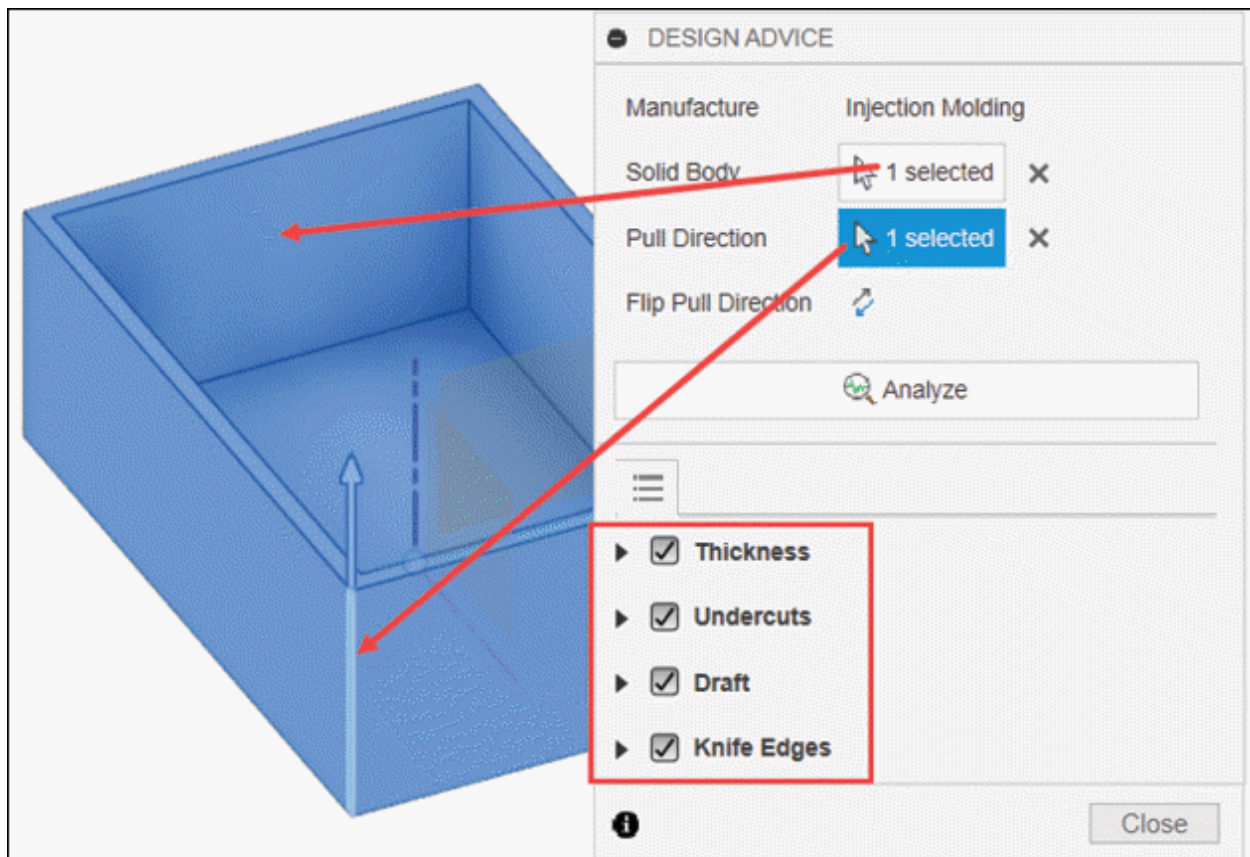 DESIGN ADVICE
Manufacture Injection Molding
Solid Body 1 selected
Pull Direction 1 selected
Flip Pull Direction
Analyze
Thickness
Undercuts
Draft
Knife Edges
Close